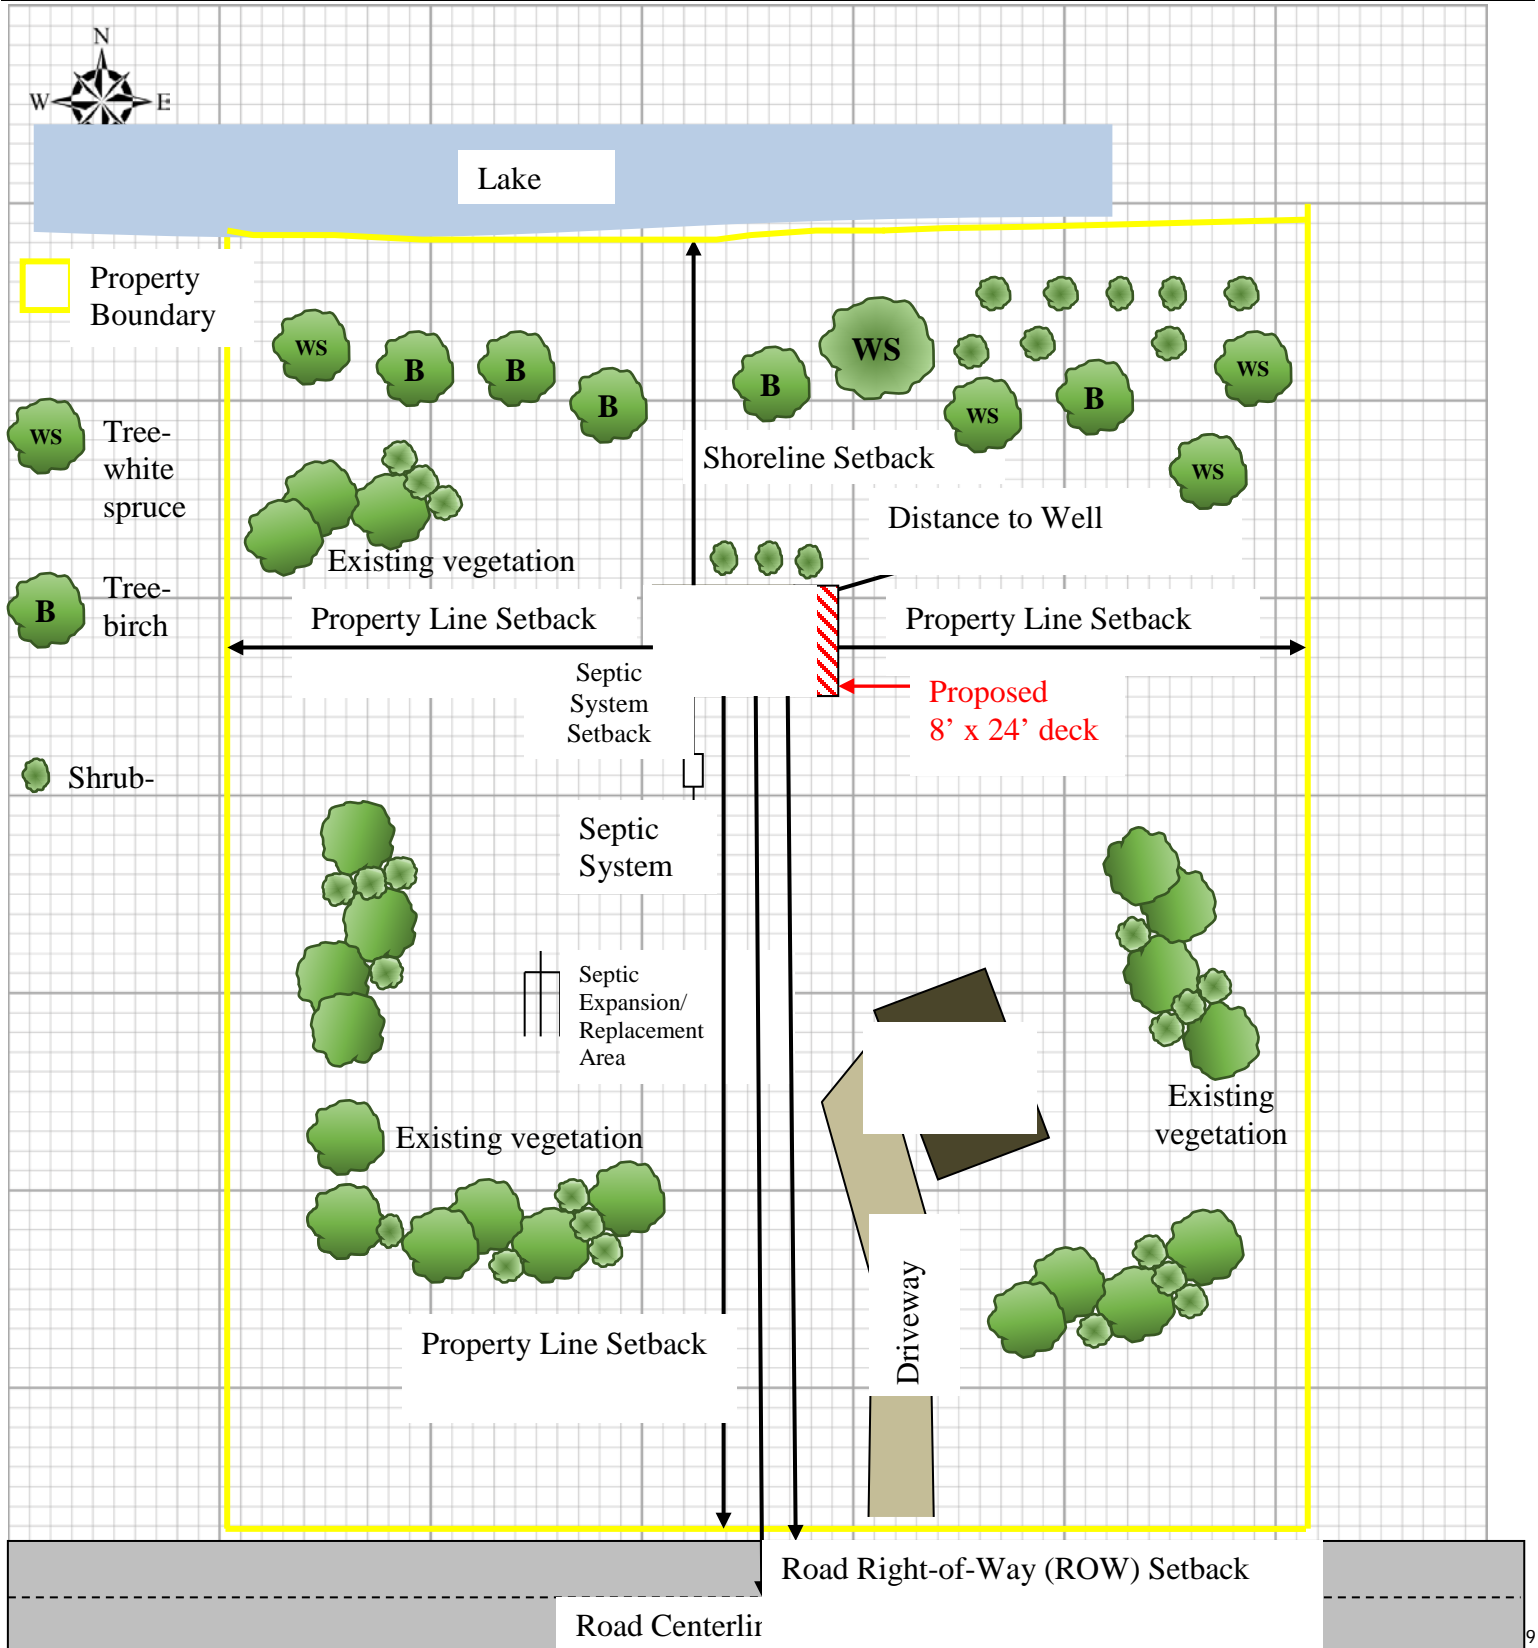 N
W
E
Lake
Property
Boundary
WS
B
B
B
B
WS
WS
B
WS
WS
WS
Tree-
white
spruce
Shoreline Setback
Distance to Well
Existing vegetation
B
Tree-
birch
Property Line Setback
Property Line Setback
Septic
System
Setback
Proposed
8’ x 24’ deck
Shrub-
Septic
System
Septic
Expansion/
Replacement
Area
Existing
vegetation
Existing vegetation
Driveway
Property Line Setback
Road Right-of-Way (ROW) Setback
Road
9